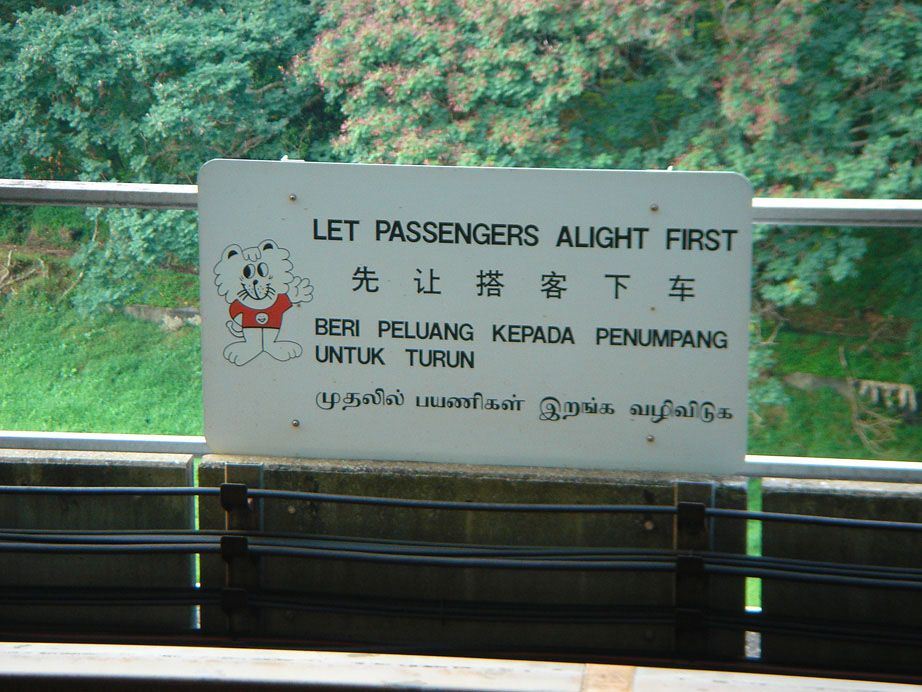 LET PASSENGERS ALIGHT FIRST
先 让 搭 客 下 车
BERI PELUANG KEPADA PENUMPANG
UNTUK TURUN
முதலில் பயணிகள் இறங்க வழிவிடுக